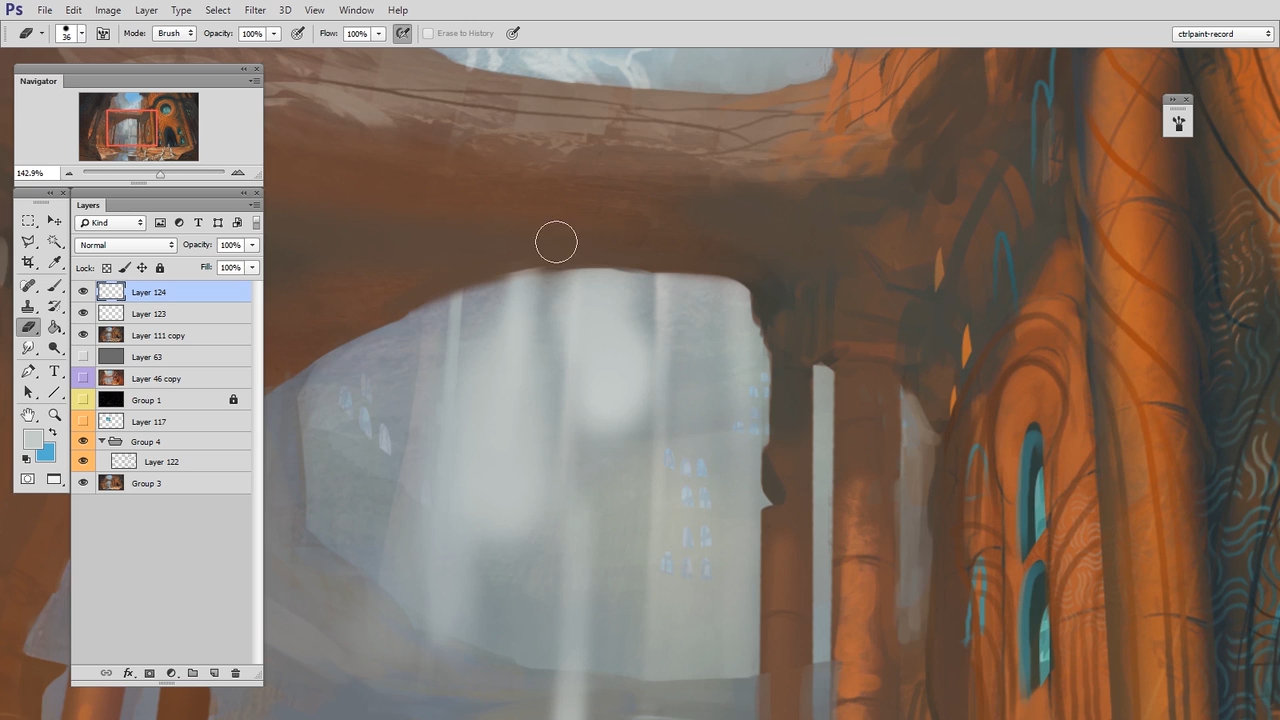 Ps File Edit Image Layer Type Select Filter 3D View Window Help
36 Mode: Brush Opacity: 100% Flow: 100% Erase to History ctrlpaint-record
Navigator
142.9%
Layers
Kind
Normal Opacity: 100%
Lock: Fill: 100%
Layer 124
Layer 123
Layer 111 copy
Layer 63
Layer 46 copy
Group 1
Layer 117
Group 4
Layer 122
Group 3